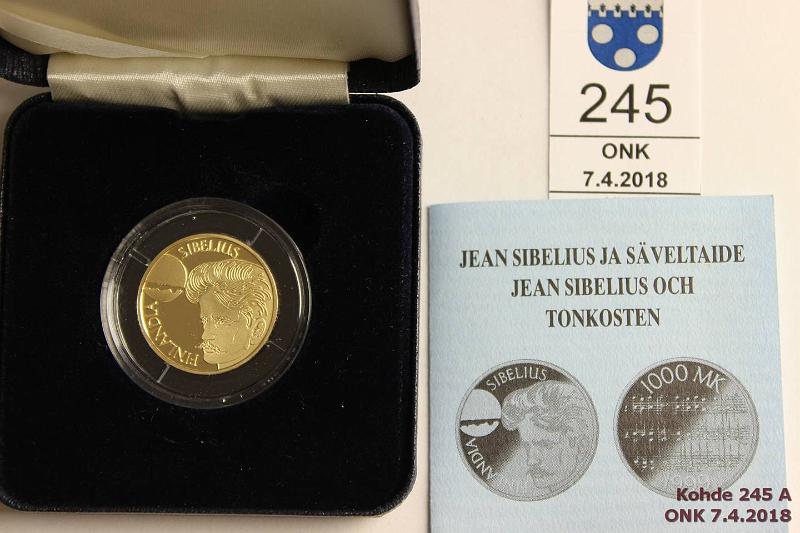 245
ONK
7.4.2018
SIBELIUS
FINLANDIA
JEAN SIBELIUS JA SÄVELTAIDE
JEAN SIBELIUS OCH
TONKOSTEN
SIBELIUS
ANDIA
1000 MK
Kohde 245 A
ONK 7.4.2018